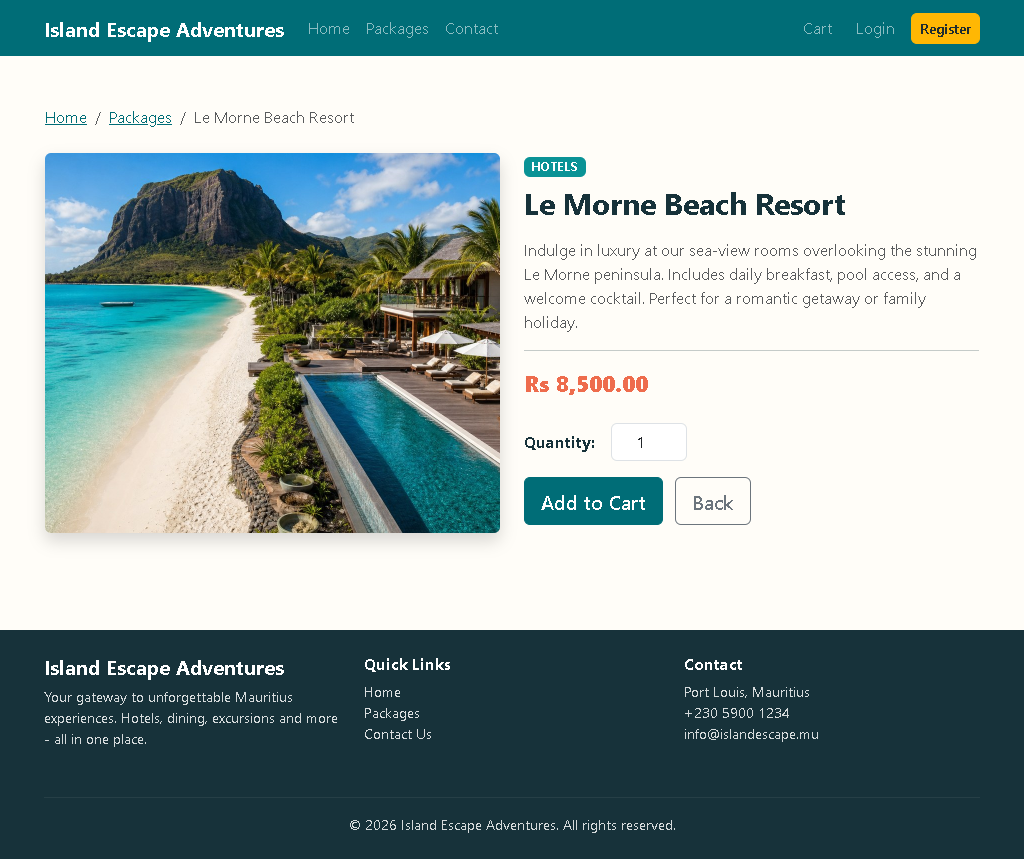 Island Escape Adventures Home Packages Contact Cart Login Register
Home / Packages / Le Morne Beach Resort
HOTELS
Le Morne Beach Resort
Indulge in luxury at our sea-view rooms overlooking the stunning
Le Morne peninsula. Includes daily breakfast, pool access, and a
welcome cocktail. Perfect for a romantic getaway or family
holiday.
Rs 8,500.00
Quantity: 1
Add to Cart Back
Island Escape Adventures
Your gateway to unforgettable Mauritius
experiences. Hotels, dining, excursions and more
- all in one place.
Quick Links
Home
Packages
Contact Us
Contact
Port Louis, Mauritius
+230 5900 1234
info@islandescape.mu
© 2026 Island Escape Adventures. All rights reserved.